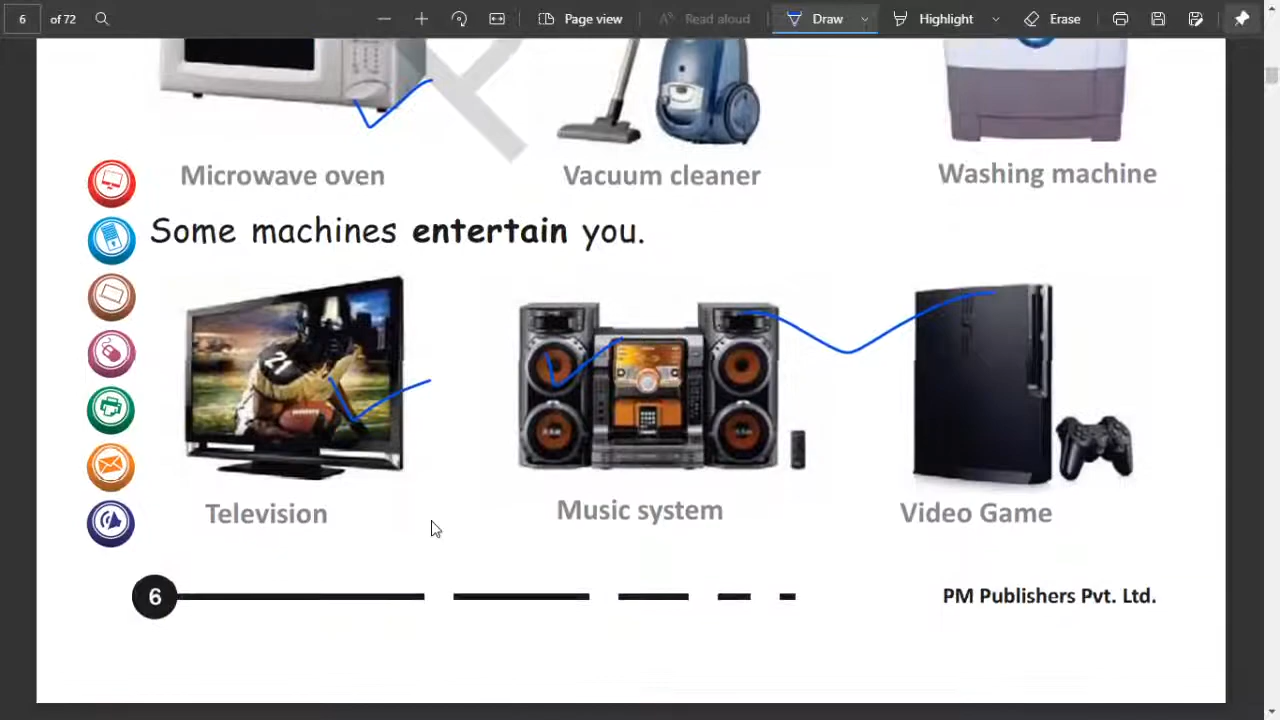 6 of 72 Page view Read aloud Draw Highlight Erase
Microwave oven Vacuum cleaner Washing machine
Some machines entertain you.
21
Television Music system Video Game
6 PM Publishers Pvt. Ltd.